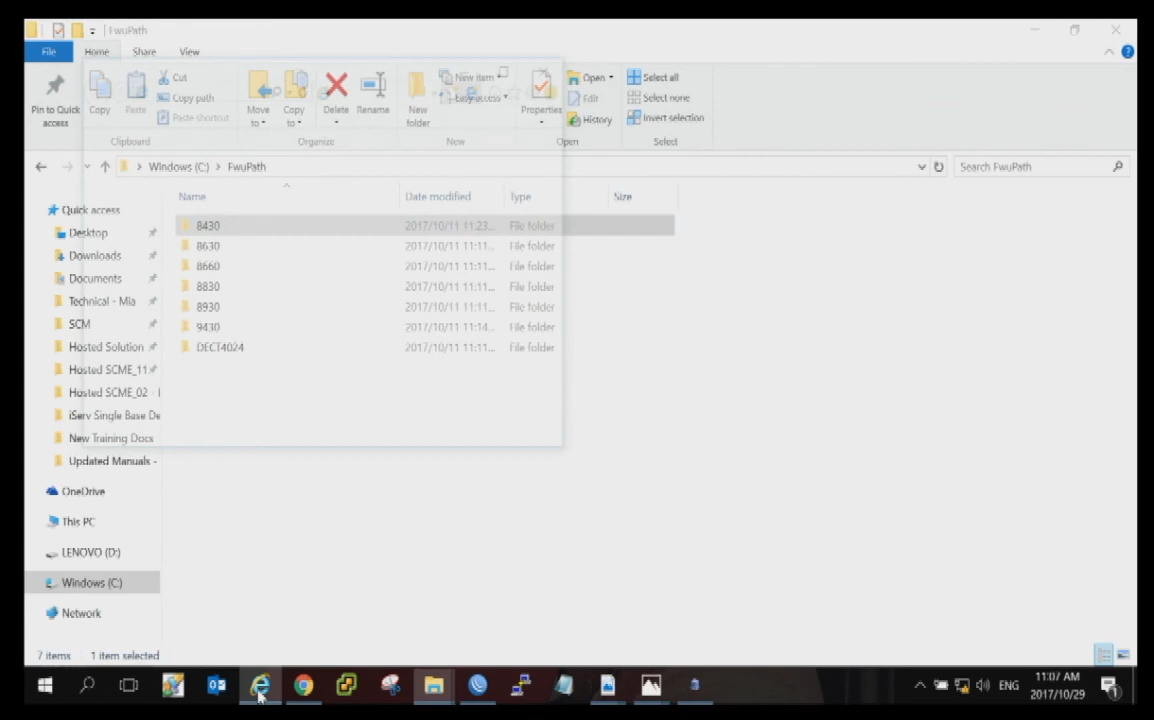 FwuPath
File Home Share View
Pin to Quick access
Copy
Paste
Cut
Copy path
Paste shortcut
Clipboard
Move to
Copy to
Delete
Rename
Organize
New folder
New item
Easy access
New
Properties
Open
Edit
History
Open
Select all
Select none
Invert selection
Select
Windows (C:) > FwuPath
Search FwuPath
Name Date modified Type Size
8430 2017/10/11 11:23... File folder
8630 2017/10/11 11:11... File folder
8660 2017/10/11 11:11... File folder
8830 2017/10/11 11:11... File folder
8930 2017/10/11 11:11... File folder
9430 2017/10/11 11:14... File folder
DECT4024 2017/10/11 11:11... File folder
Quick access
Desktop
Downloads
Documents
Technical - Mia
SCM
Hosted Solution
Hosted SCME_11
Hosted SCME_02 - I
iServ Single Base De
New Training Docs
Updated Manuals -
OneDrive
This PC
LENOVO (D:)
Windows (C:)
Network
7 items 1 item selected
ENG
11:07 AM
2017/10/29
1